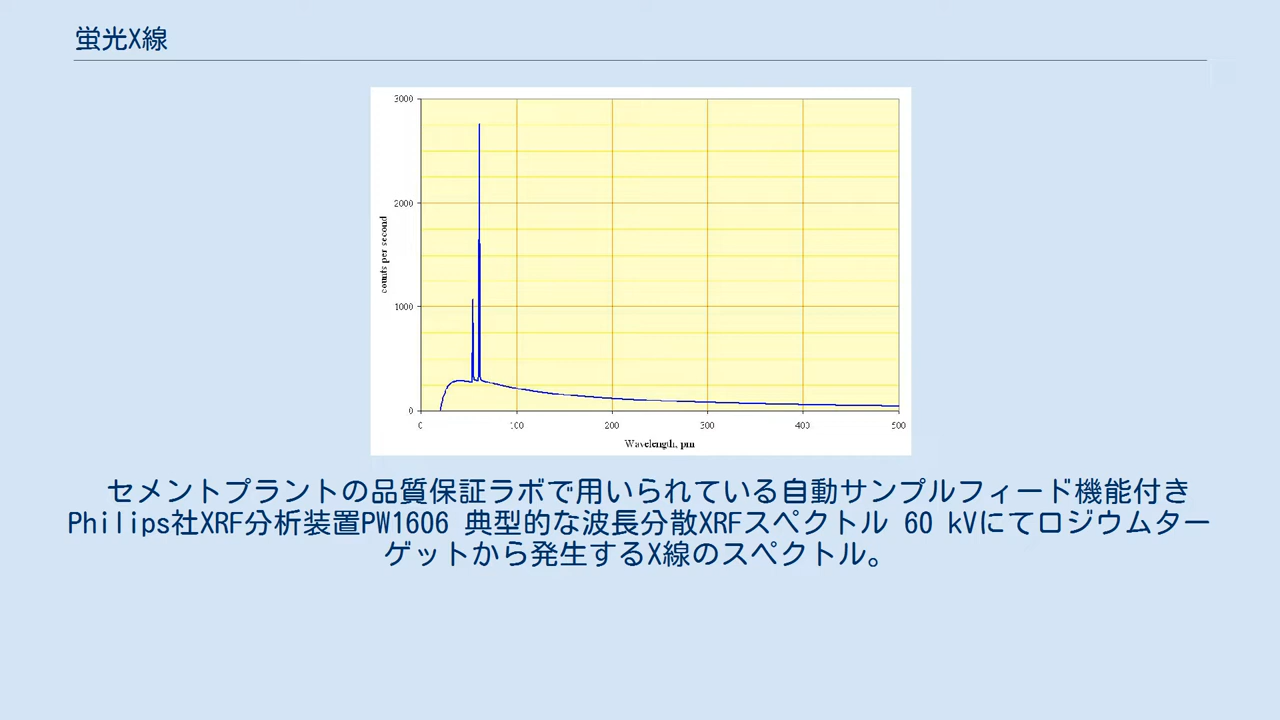 蛍光X線
3000
2000
1000
0
counts per second
0 100 200 300 400 500
Wavelength, pm
セメントプラントの品質保証ラボで用いられている自動サンプルフィード機能付き
Philips社XRF分析装置PW1606 典型的な波長分散XRFスペクトル 60 kVにてロジウムター
ゲットから発生するX線のスペクトル。